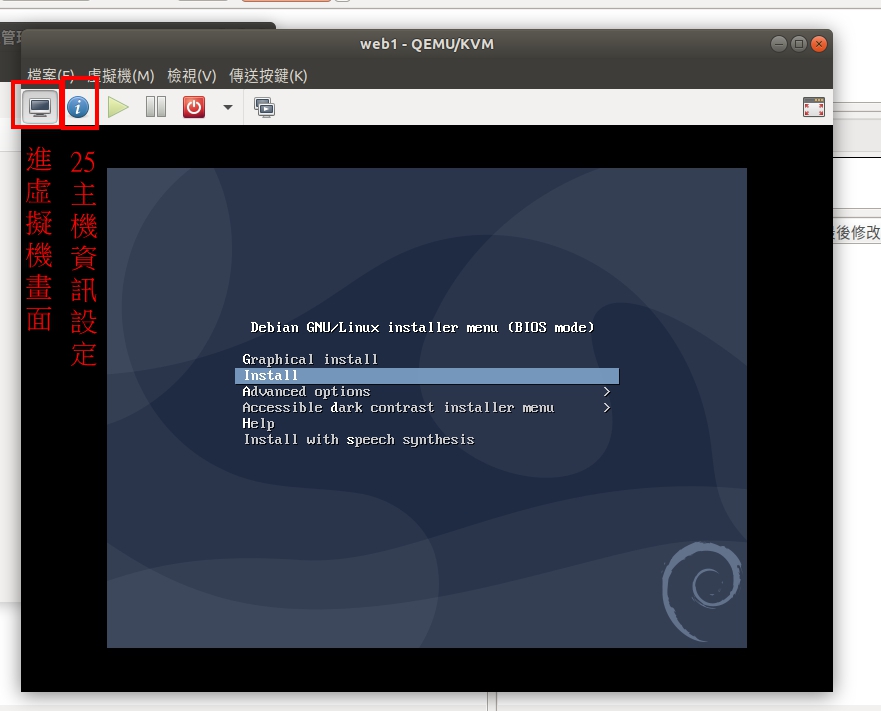 web1 - QEMU/KVM
檔案(F) 虛擬機(M) 檢視(V) 傳送按鍵(K)
進虛擬機畫面
25主機資訊設定
Debian GNU/Linux installer menu (BIOS mode)
Graphical install
Install
Advanced options >
Accessible dark contrast installer menu >
Help
Install with speech synthesis
後修改